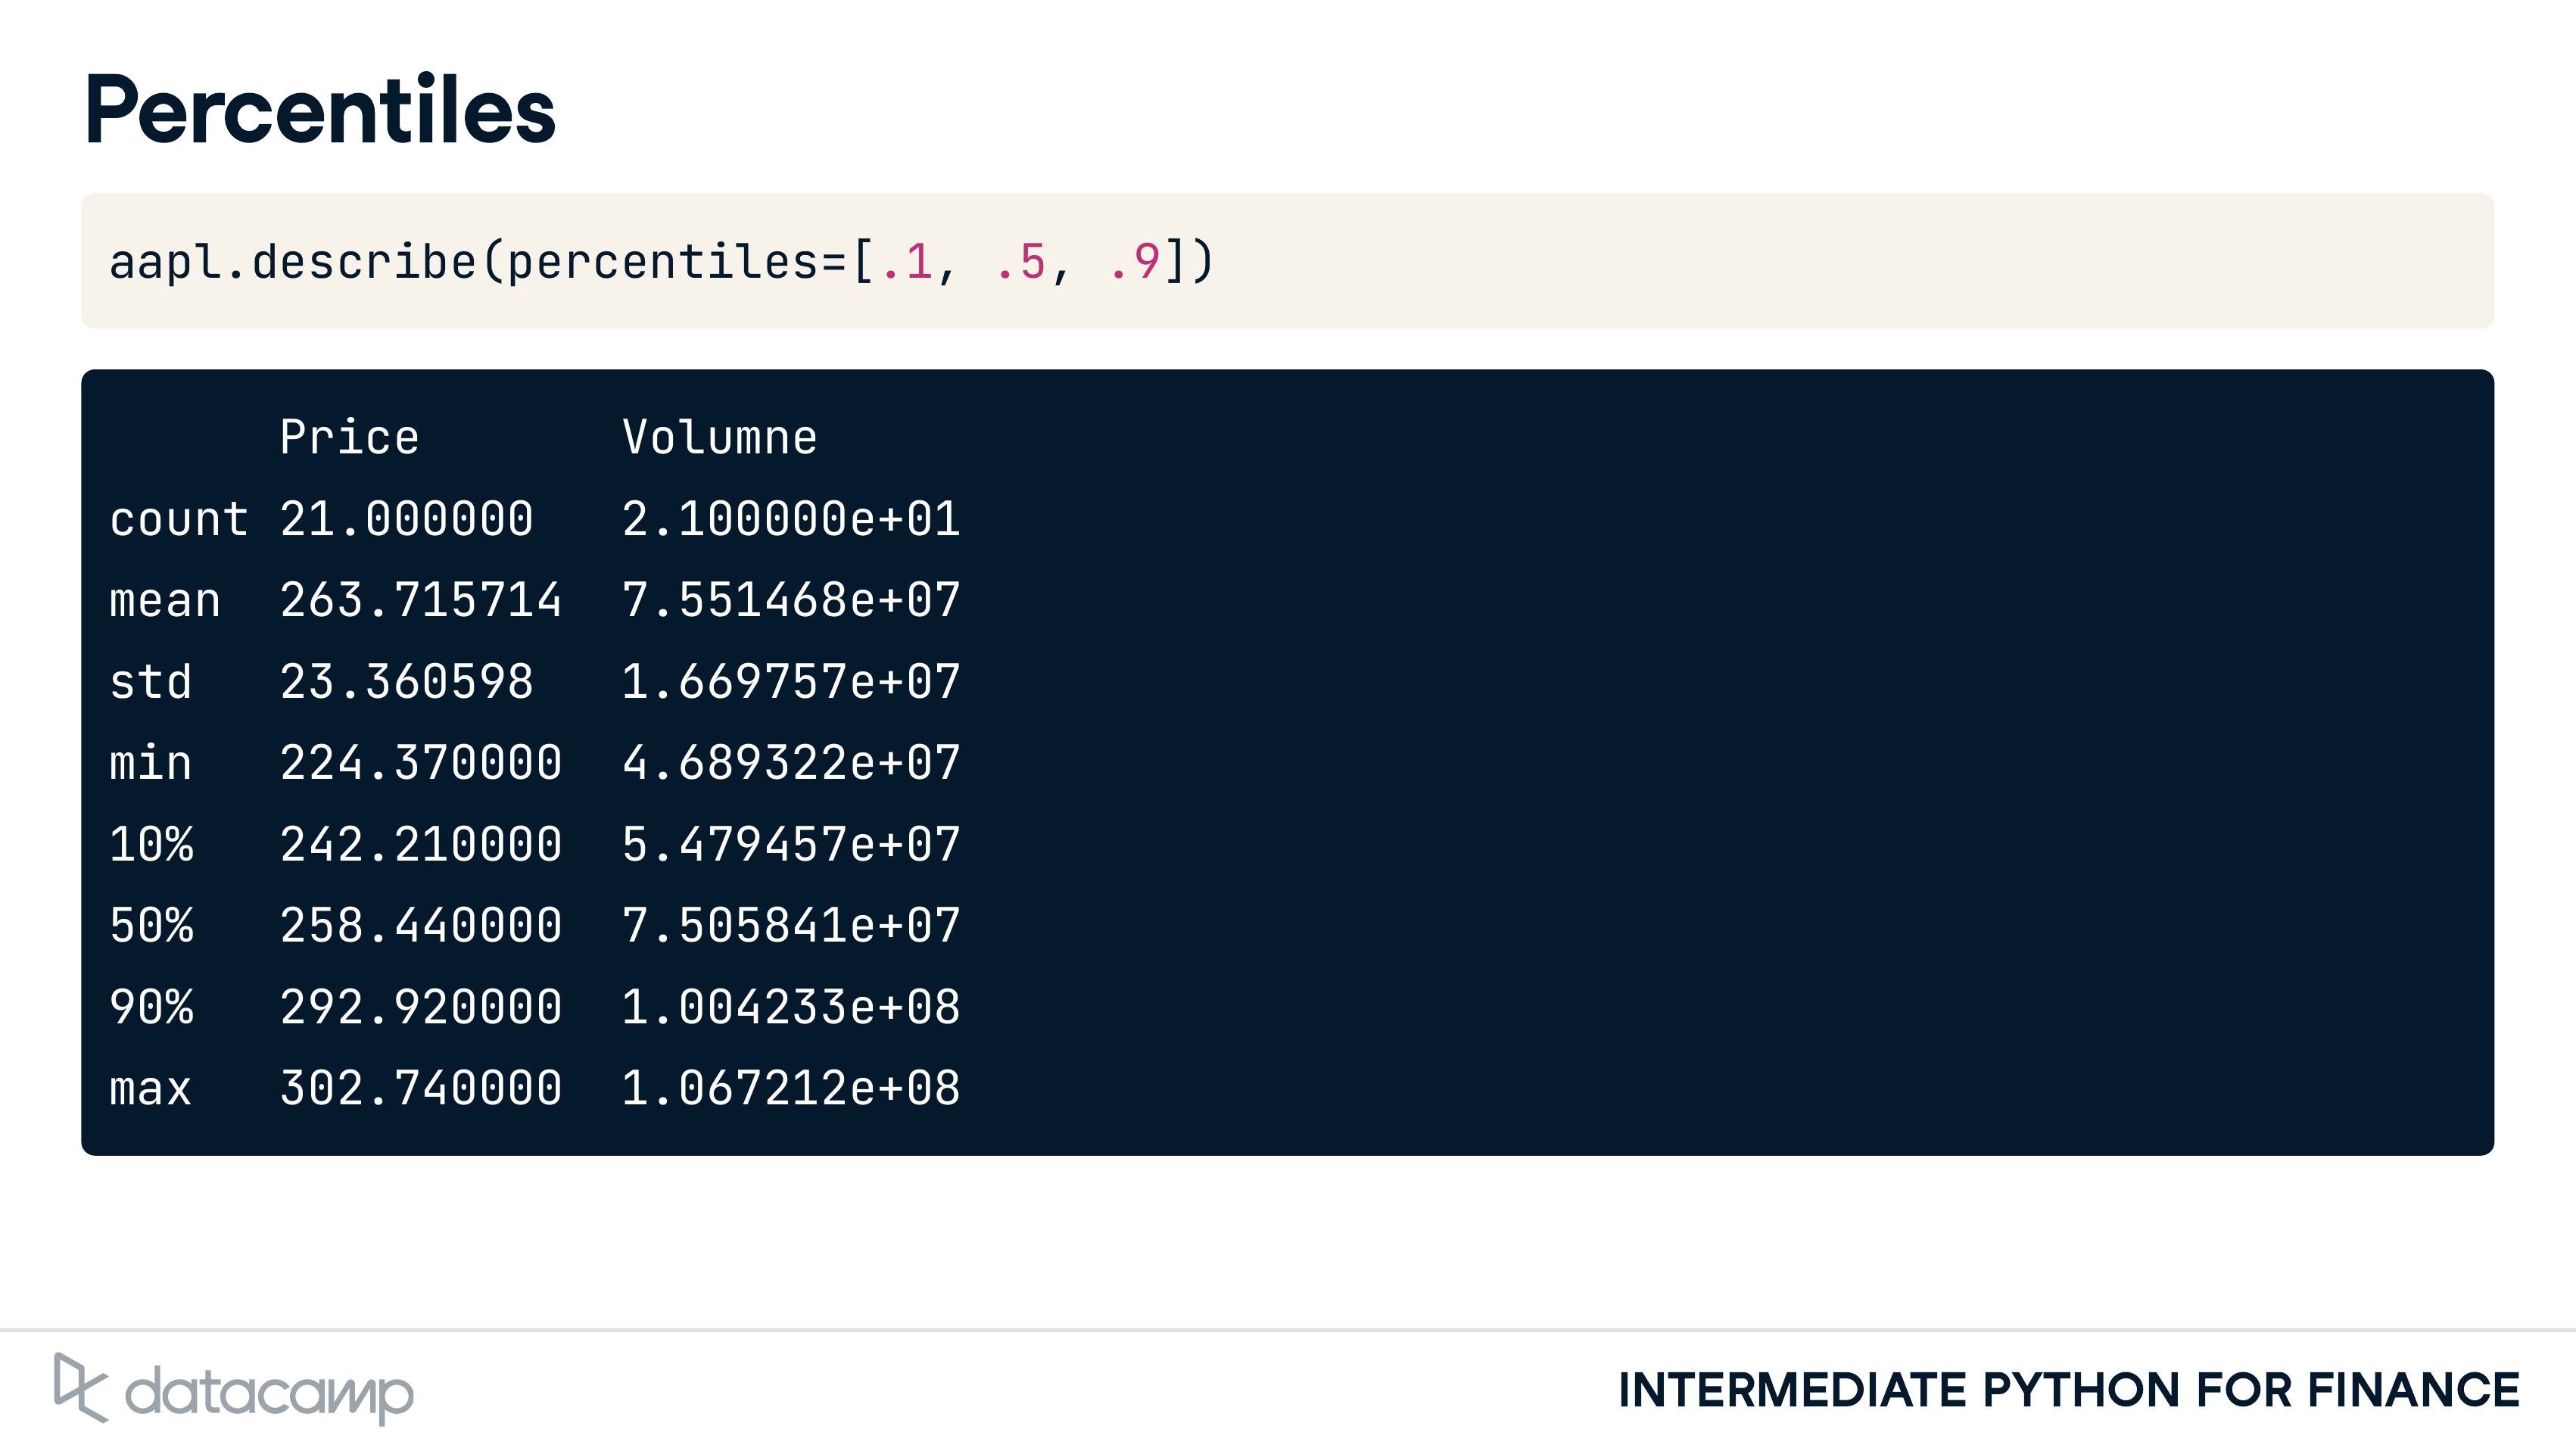 Percentiles
aapl.describe(percentiles=[.1, .5, .9])
Price Volumne
count 21.000000 2.100000e+01
mean 263.715714 7.551468e+07
std 23.360598 1.669757e+07
min 224.370000 4.689322e+07
10% 242.210000 5.479457e+07
50% 258.440000 7.505841e+07
90% 292.920000 1.004233e+08
max 302.740000 1.067212e+08
datacamp
INTERMEDIATE PYTHON FOR FINANCE